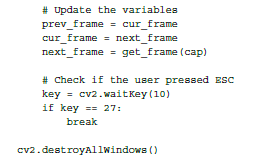 # Update the variables
prev_frame = cur_frame
cur_frame = next_frame
next_frame = get_frame(cap)
# Check if the user pressed ESC
key = cv2.waitKey(10)
if key == 27:
break
cv2.destroyAllWindows()